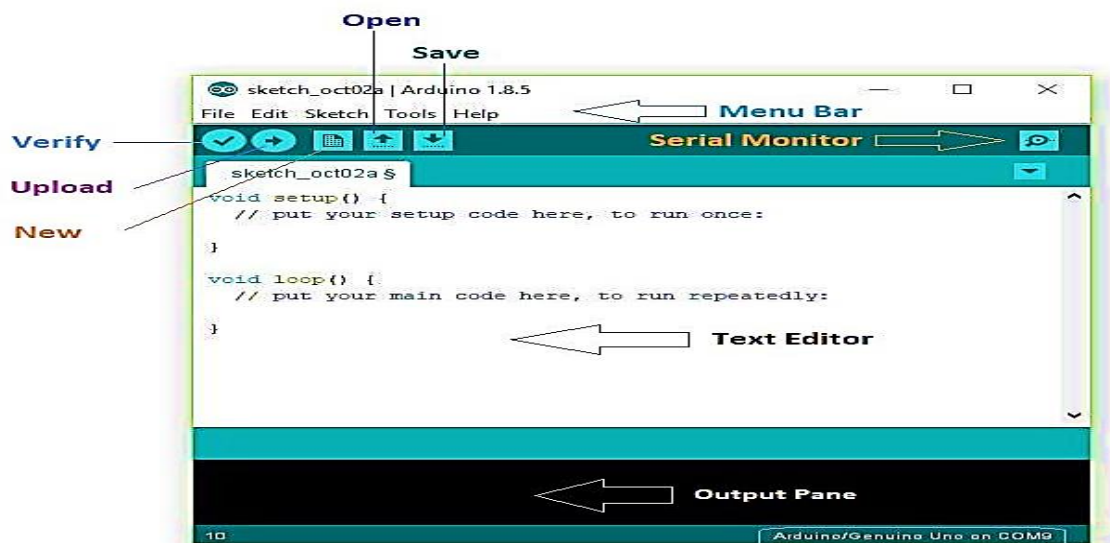 Open
Save
sketch_oct02a | Arduino 1.8.5
File Edit Sketch Tools Help
Menu Bar
Verify
Serial Monitor
Upload
sketch_oct02a §
New
void setup() {
// put your setup code here, to run once:
}
void loop() {
// put your main code here, to run repeatedly:
}
Text Editor
Output Pane
10
Arduino/Genuino Uno on COM9